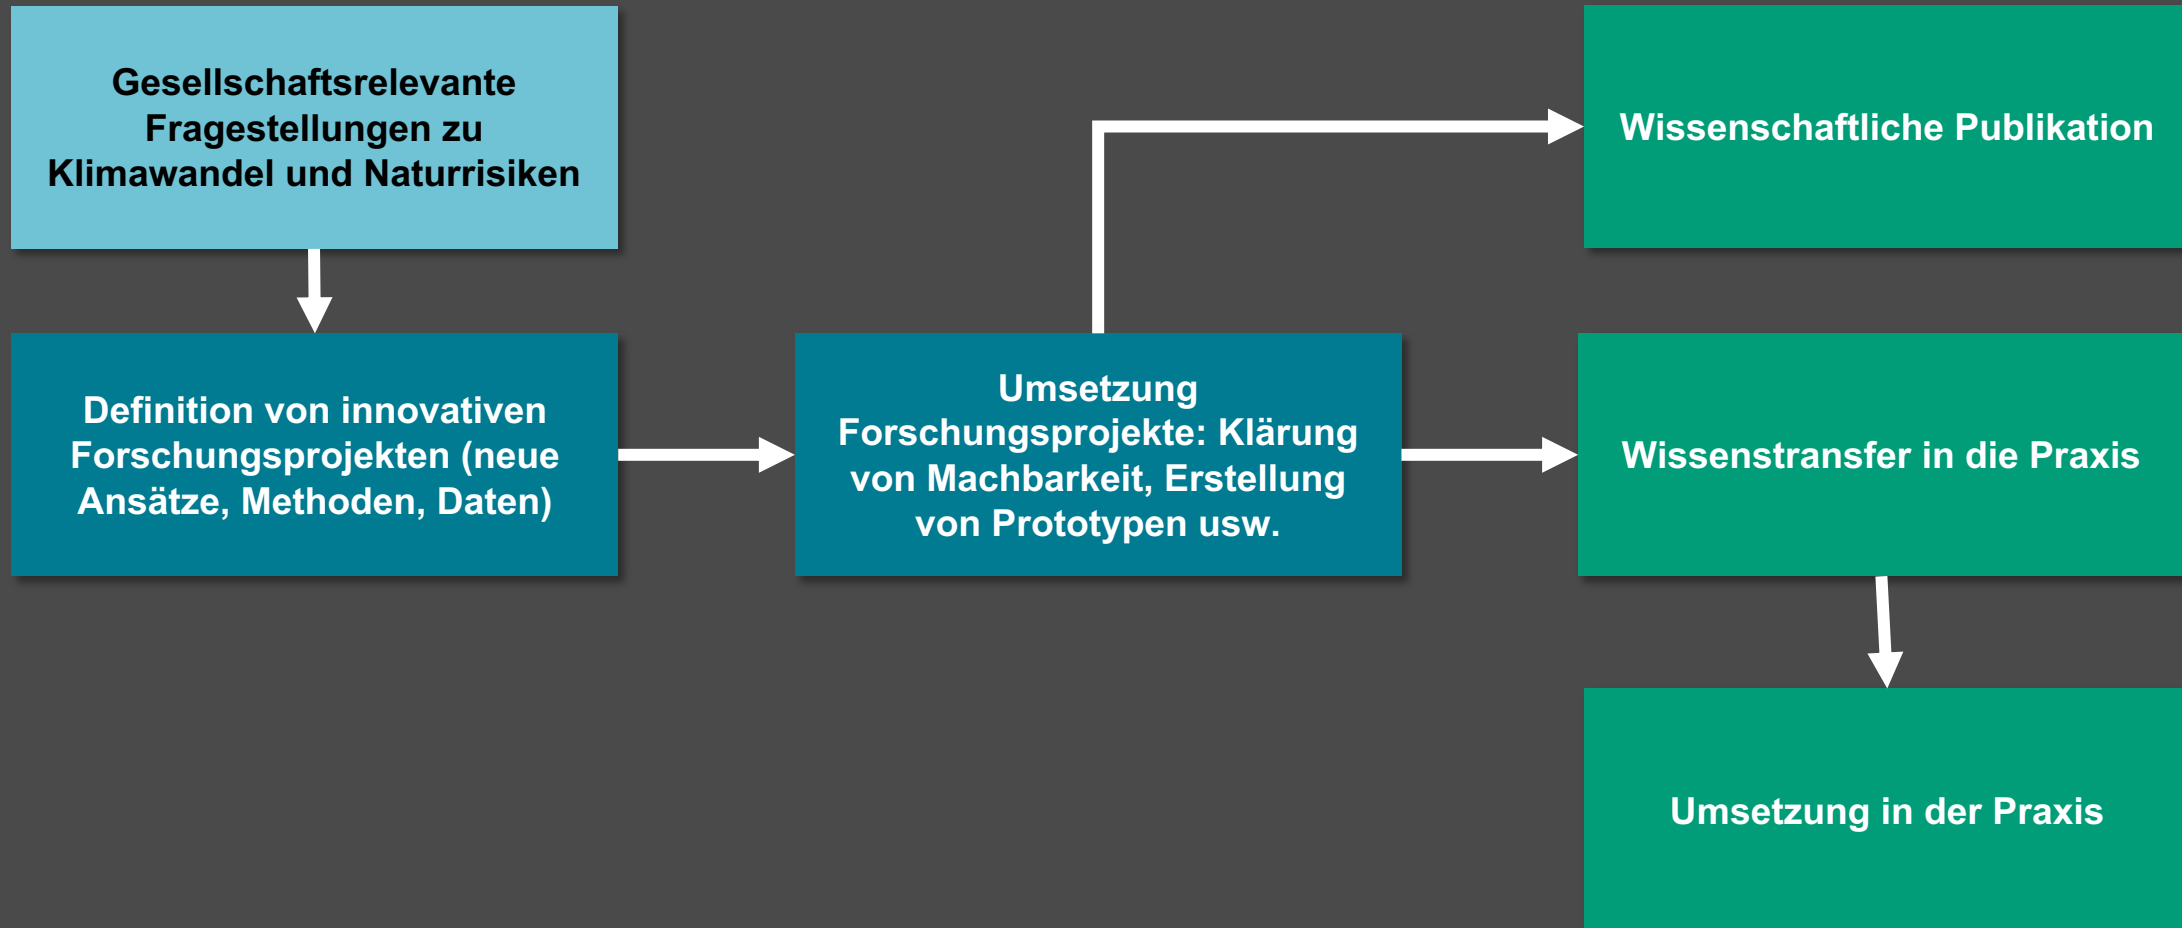 Gesellschaftsrelevante
Fragestellungen zu
Klimawandel und Naturrisiken
Wissenschaftliche Publikation
Definition von innovativen
Forschungsprojekten (neue
Ansätze, Methoden, Daten)
Umsetzung
Forschungsprojekte: Klärung
von Machbarkeit, Erstellung
von Prototypen usw.
Wissenstransfer in die Praxis
Umsetzung in der Praxis